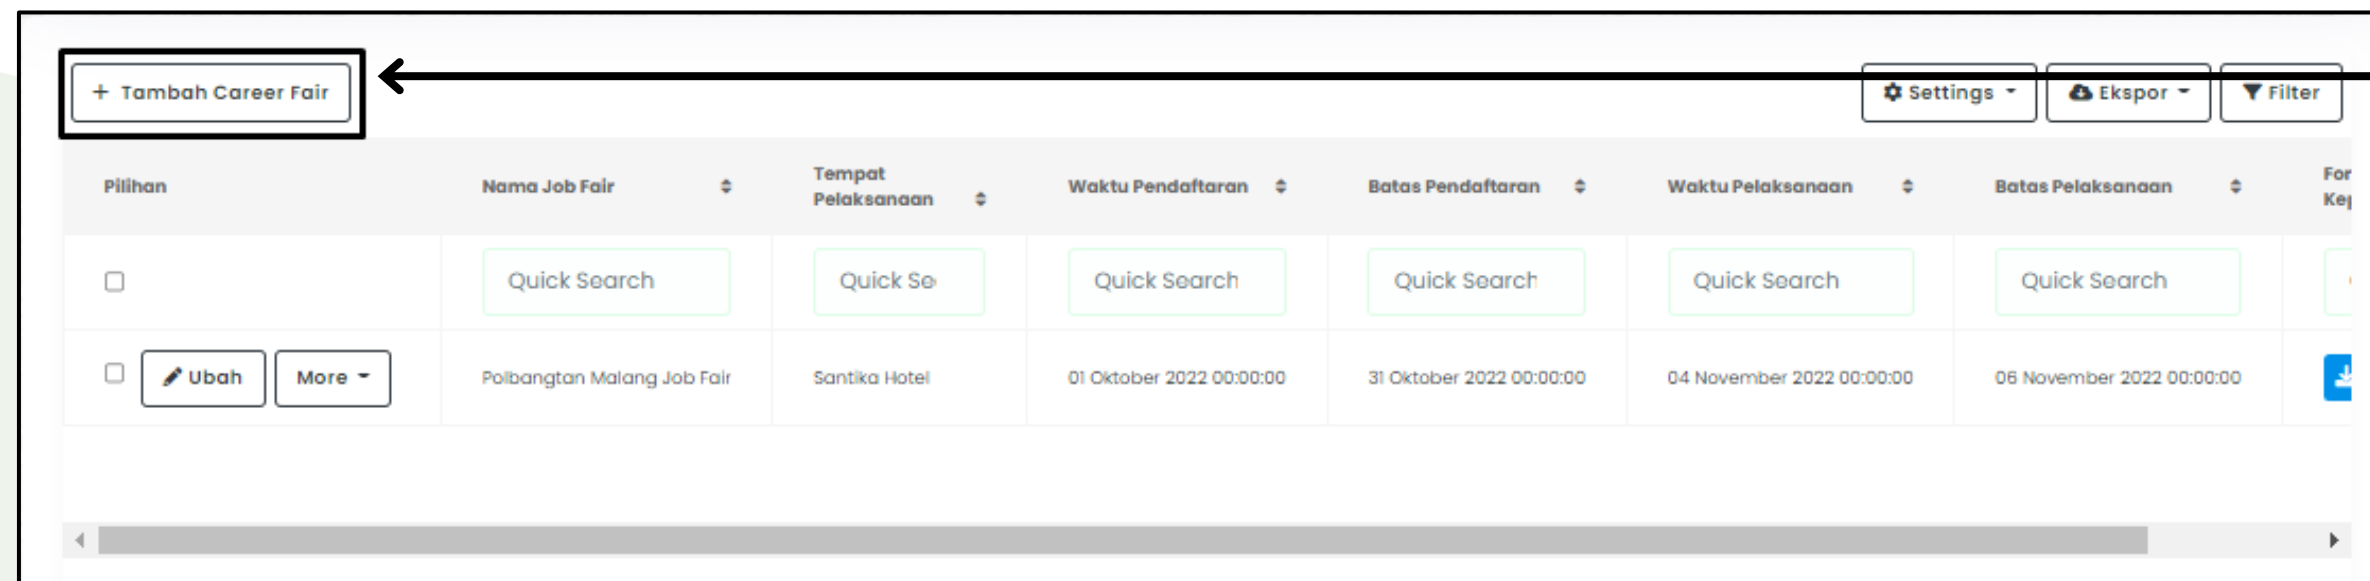 + Tambah Career Fair
Settings
Ekspor
Filter
Pilihan
Nama Job Fair
Tempat
Pelaksanaan
Waktu Pendaftaran
Batas Pendaftaran
Waktu Pelaksanaan
Batas Pelaksanaan
Quick Search
Quick Se
Quick Search
Quick Search
Quick Search
Quick Search
Ubah
More
Polbangtan Malang Job Fair
Santika Hotel
01 Oktober 2022 00:00:00
31 Oktober 2022 00:00:00
04 November 2022 00:00:00
06 November 2022 00:00:00